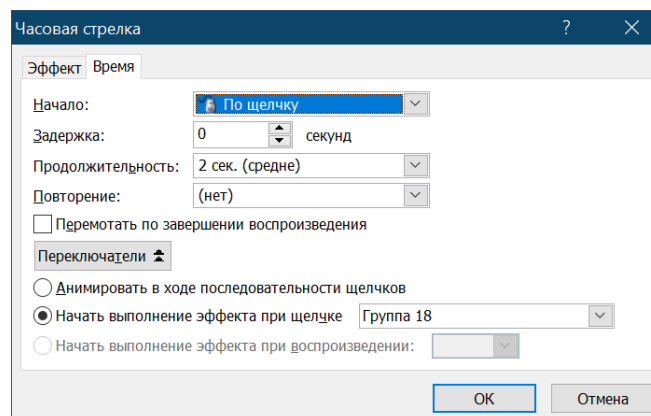 Часовая стрелка ?
Эффект Время
Начало: По щелчку
Задержка: 0 секунд
Продолжительность: 2 сек. (средне)
Повторение: (нет)
Перемотать по завершении воспроизведения
Переключатели
Анимировать в ходе последовательности щелчков
Начать выполнение эффекта при щелчке Группа 18
Начать выполнение эффекта при воспроизведении:
ОК Отмена